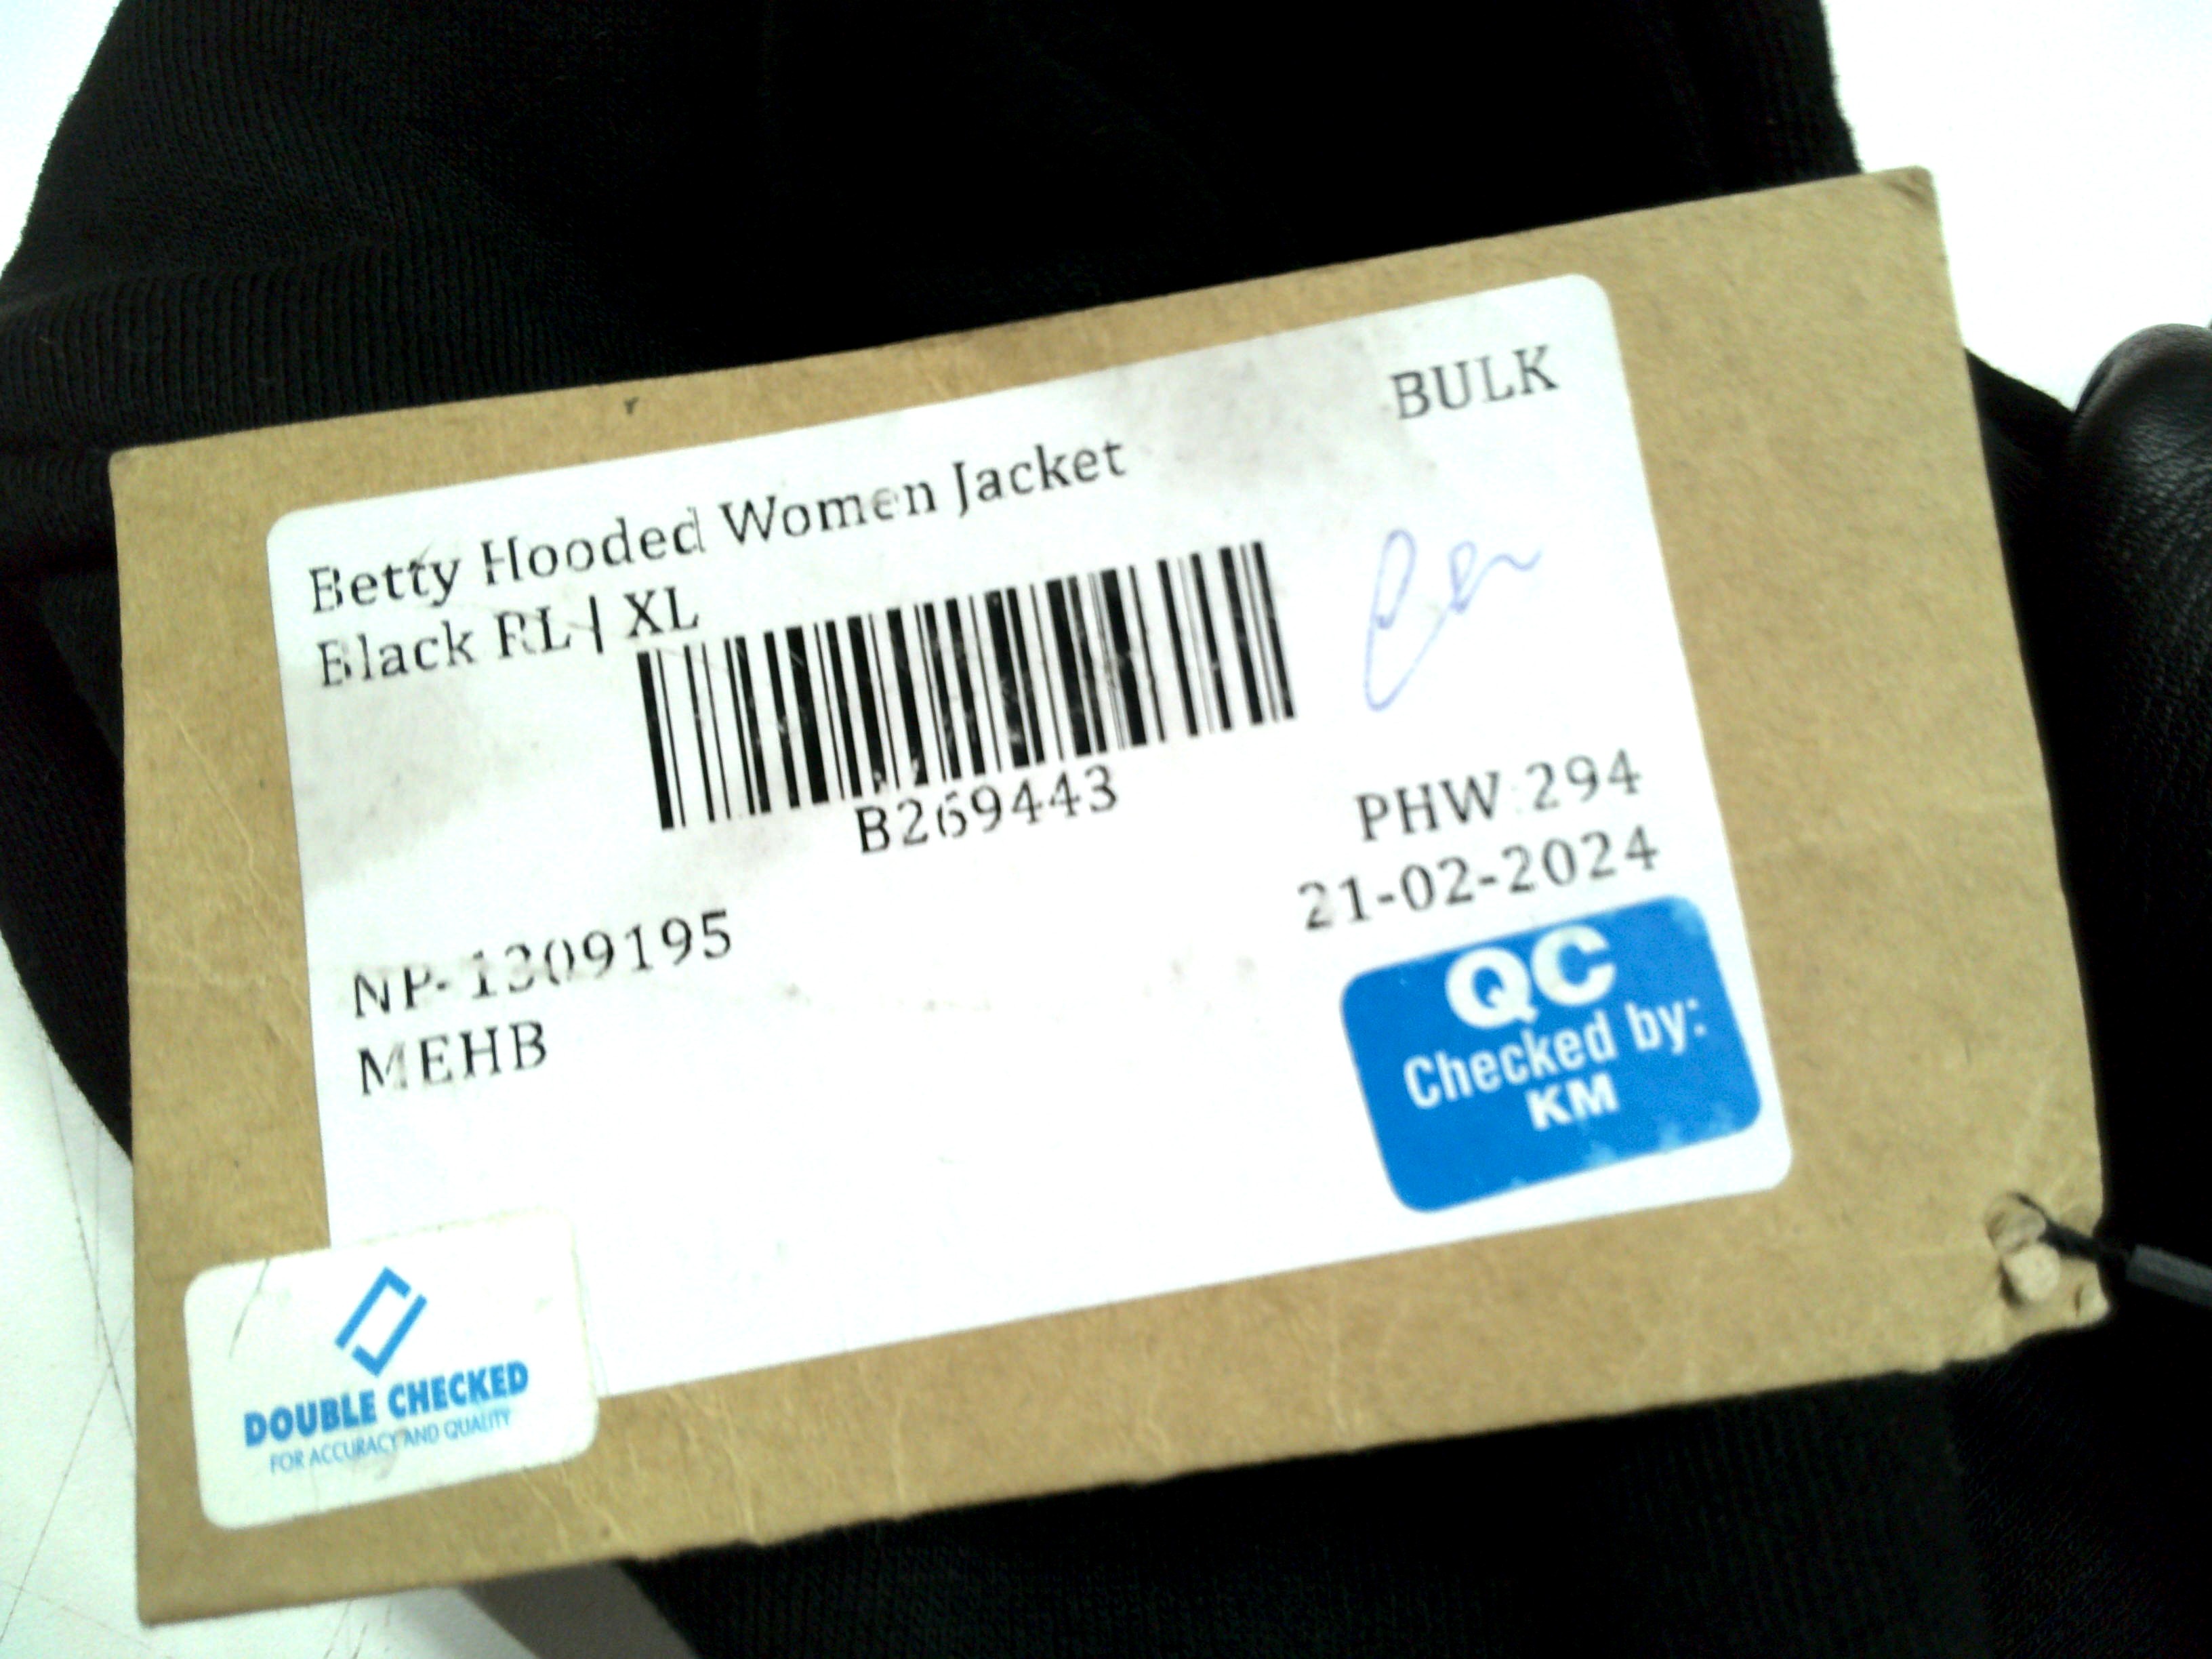 BULK
Betty Hooded Women Jacket
Black RL | XL
B269443
PHW 294
21-02-2024
NP-1309195
MEHB
QC
Checked by:
KM
DOUBLE CHECKED
FOR ACCURACY AND QUALITY